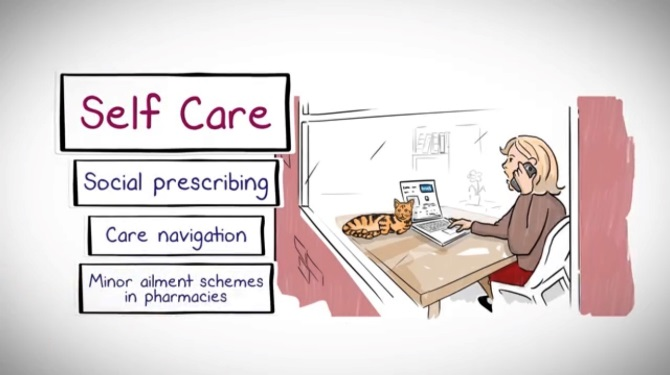 Self Care
Social prescribing
Care navigation
Minor ailment schemes
in pharmacies